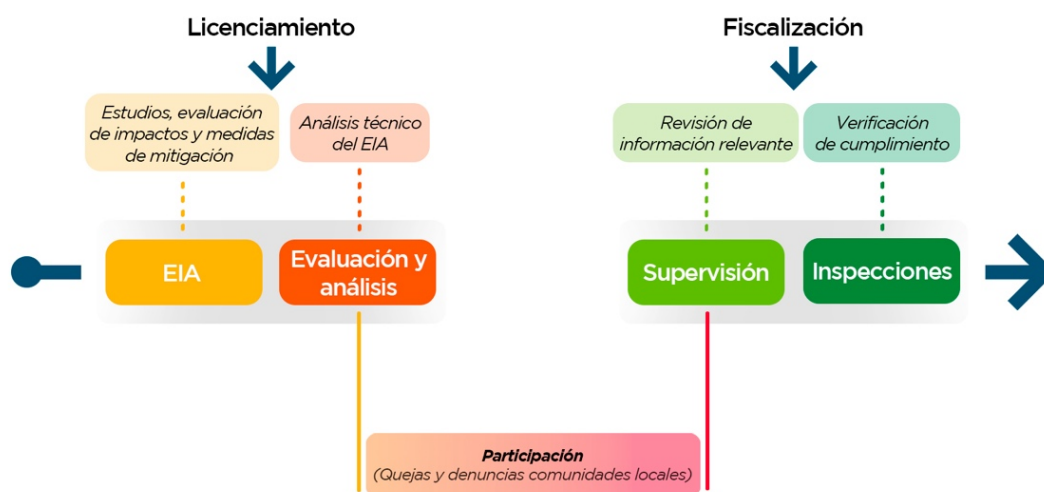 Licenciamiento
Fiscalización
Estudios, evaluación
de impactos y medidas
de mitigación
Análisis técnico
del EIA
Revisión de
información relevante
Verificación
de cumplimiento
EIA
Evaluación y
análisis
Supervisión
Inspecciones
Participación
(Quejas y denuncias comunidades locales)